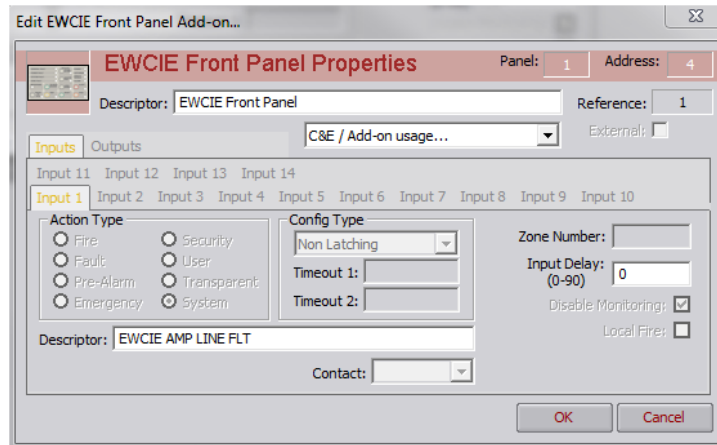 Edit EWCIE Front Panel Add-on...
EWCIE Front Panel Properties Panel: 1 Address: 4
Descriptor: EWCIE Front Panel Reference: 1
C&E / Add-on usage... External:
Inputs Outputs
Input 11 Input 12 Input 13 Input 14
Input 1 Input 2 Input 3 Input 4 Input 5 Input 6 Input 7 Input 8 Input 9 Input 10
Action Type Config Type
Fire Security Non Latching Zone Number:
Fault User Timeout 1: Input Delay: (0-90) 0
Pre-Alarm Transparent Timeout 2: Disable Monitoring:
Emergency System Local Fire:
Descriptor: EWCIE AMP LINE FLT
Contact:
OK Cancel